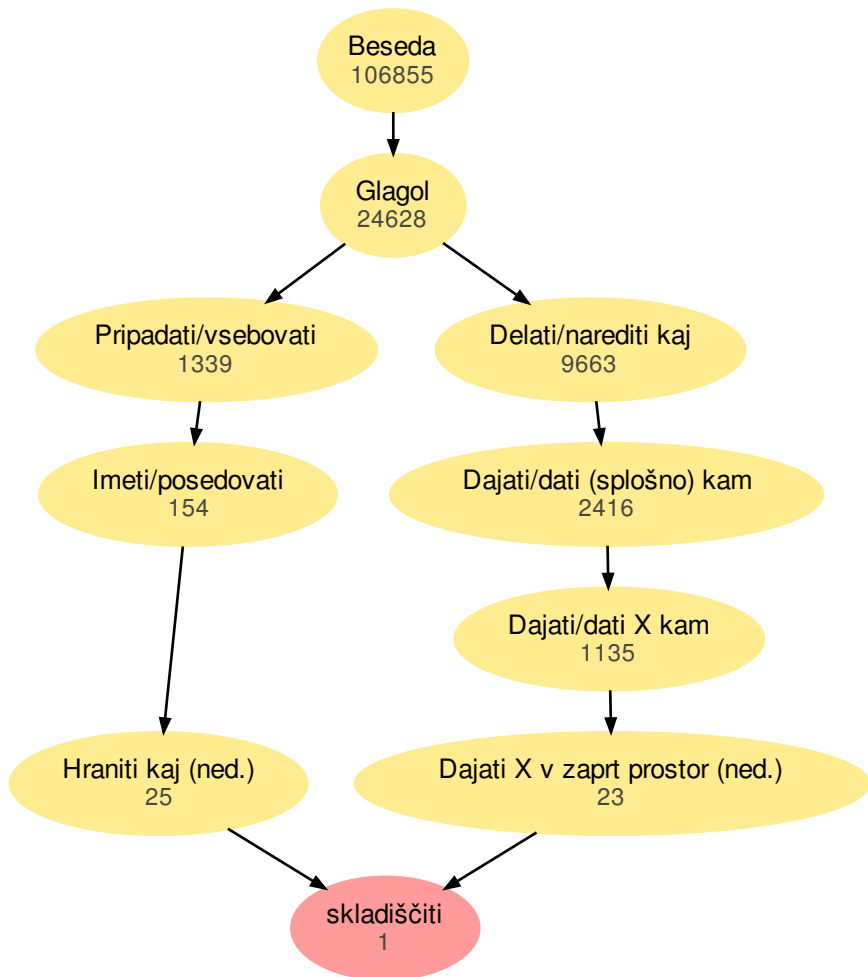 Beseda
106855
Glagol
24628
Pripadati/vsebovati
1339
Delati/narediti kaj
9663
Imeti/posedovati
154
Dajati/dati (splošno) kam
2416
Dajati/dati X kam
1135
Hraniti kaj (ned.)
25
Dajati X v zaprt prostor (ned.)
23
skladiščiti
1